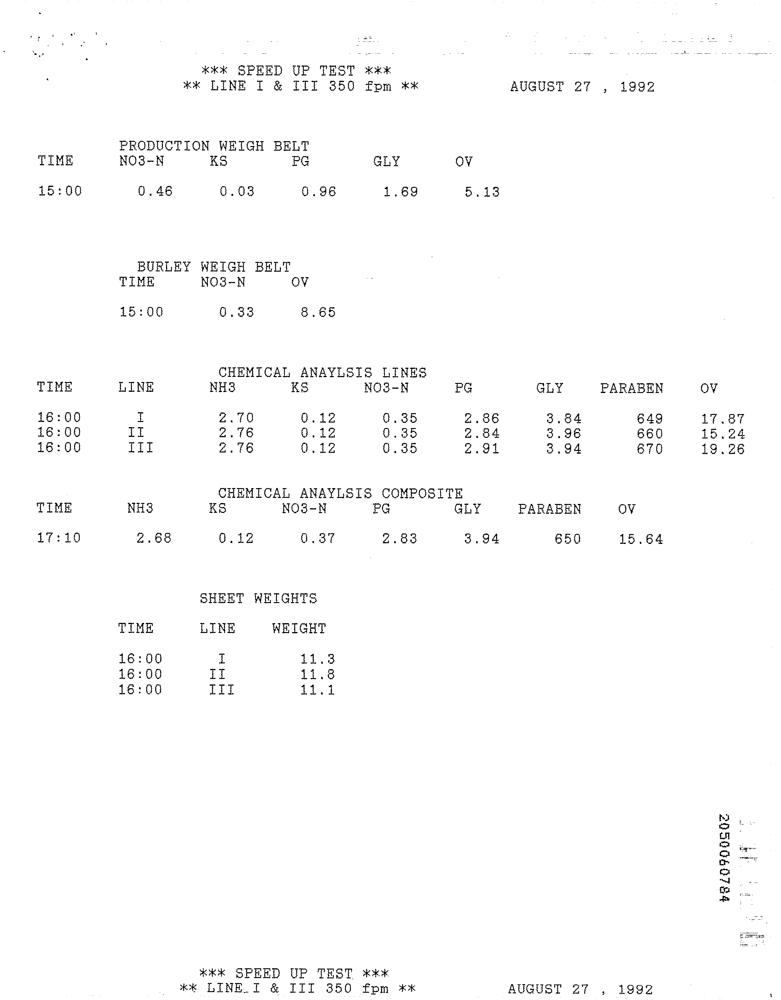 *** SPEED UP TEST ***
** LINE I & III 350 fpm ** AUGUST 27 , 1992
PRODUCTION WEIGH BELT
TIME NO3-N KS PG GLY OV
15:00 0.46 0.03 0.96 1.69 5.13
BURLEY WEIGH BELT
TIME NO3-N OV
15:00 0.33 8.65
CHEMICAL ANAYLSIS LINES
TIME LINE NH3 KS NO3-N PG GLY PARABEN OV
16:00 I 2.70 0.12 0.35 2.86 3.84 649 17.87
16:00 II 2.76 0.12 0.35 2.84 3.96 660 15.24
16:00 III 2.76 0.12 0.35 2.91 3.94 670 19.26
CHEMICAL ANAYLSIS COMPOSITE
TIME NH3 KS NO3-N PG GLY PARABEN OV
17:10 2.68 0.12 0.37 2.83 3.94 650 15.64
SHEET WEIGHTS
TIME LINE WEIGHT
16:00 I 11.3
16:00 II 11.8
16:00 III 11.1
2050060784
*** SPEED UP TEST ***
** LINE I & III 350 fpm ** AUGUST 27 , 1992